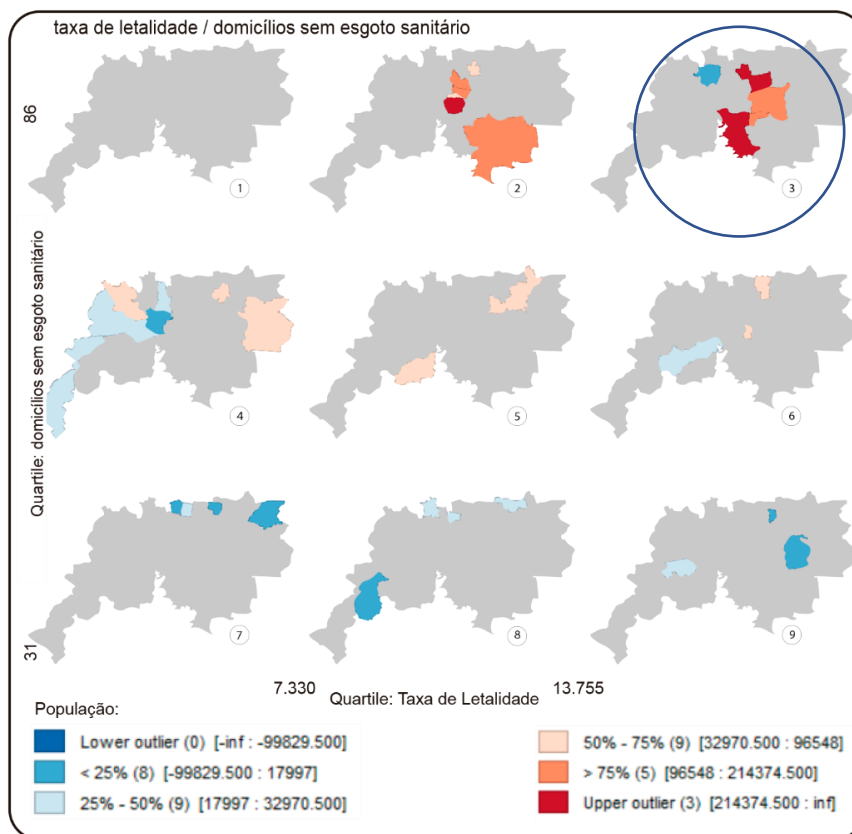 taxa de letalidade / domicílios sem esgoto sanitário
86
1
2
3
Quartile: domicílios sem esgoto sanitário
4
5
6
31
7
8
9
7.330
Quartile: Taxa de Letalidade
13.755
População:
Lower outlier (0) [-inf : -99829.500]
< 25% (8) [-99829.500 : 17997]
25% - 50% (9) [17997 : 32970.500]
50% - 75% (9) [32970.500 : 96548]
> 75% (5) [96548 : 214374.500]
Upper outlier (3) [214374.500 : inf]